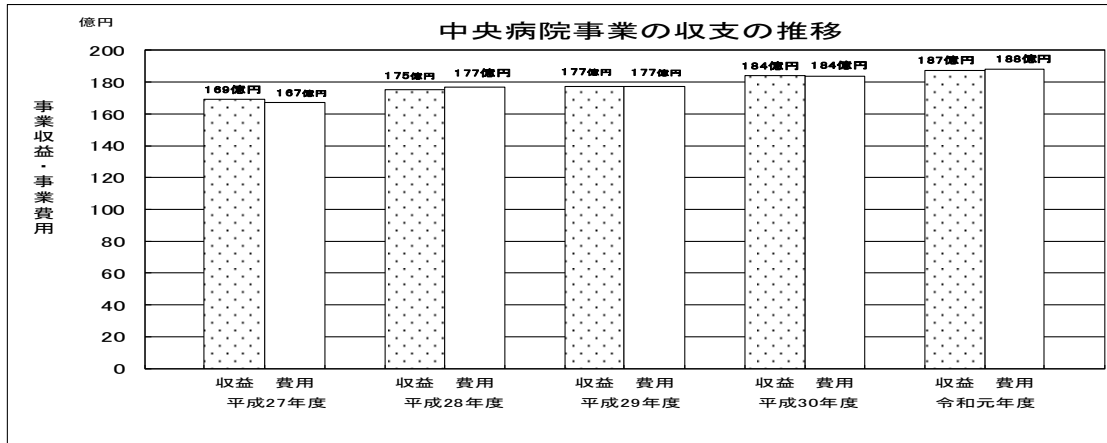 億円
中央病院事業の収支の推移
事業収益・事業費用
200
180
160
140
120
100
80
60
40
20
0
169億円
167億円
175億円
177億円
177億円
177億円
184億円
184億円
187億円
188億円
収益 費用 収益 費用 収益 費用 収益 費用 収益 費用
平成27年度 平成28年度 平成29年度 平成30年度 令和元年度